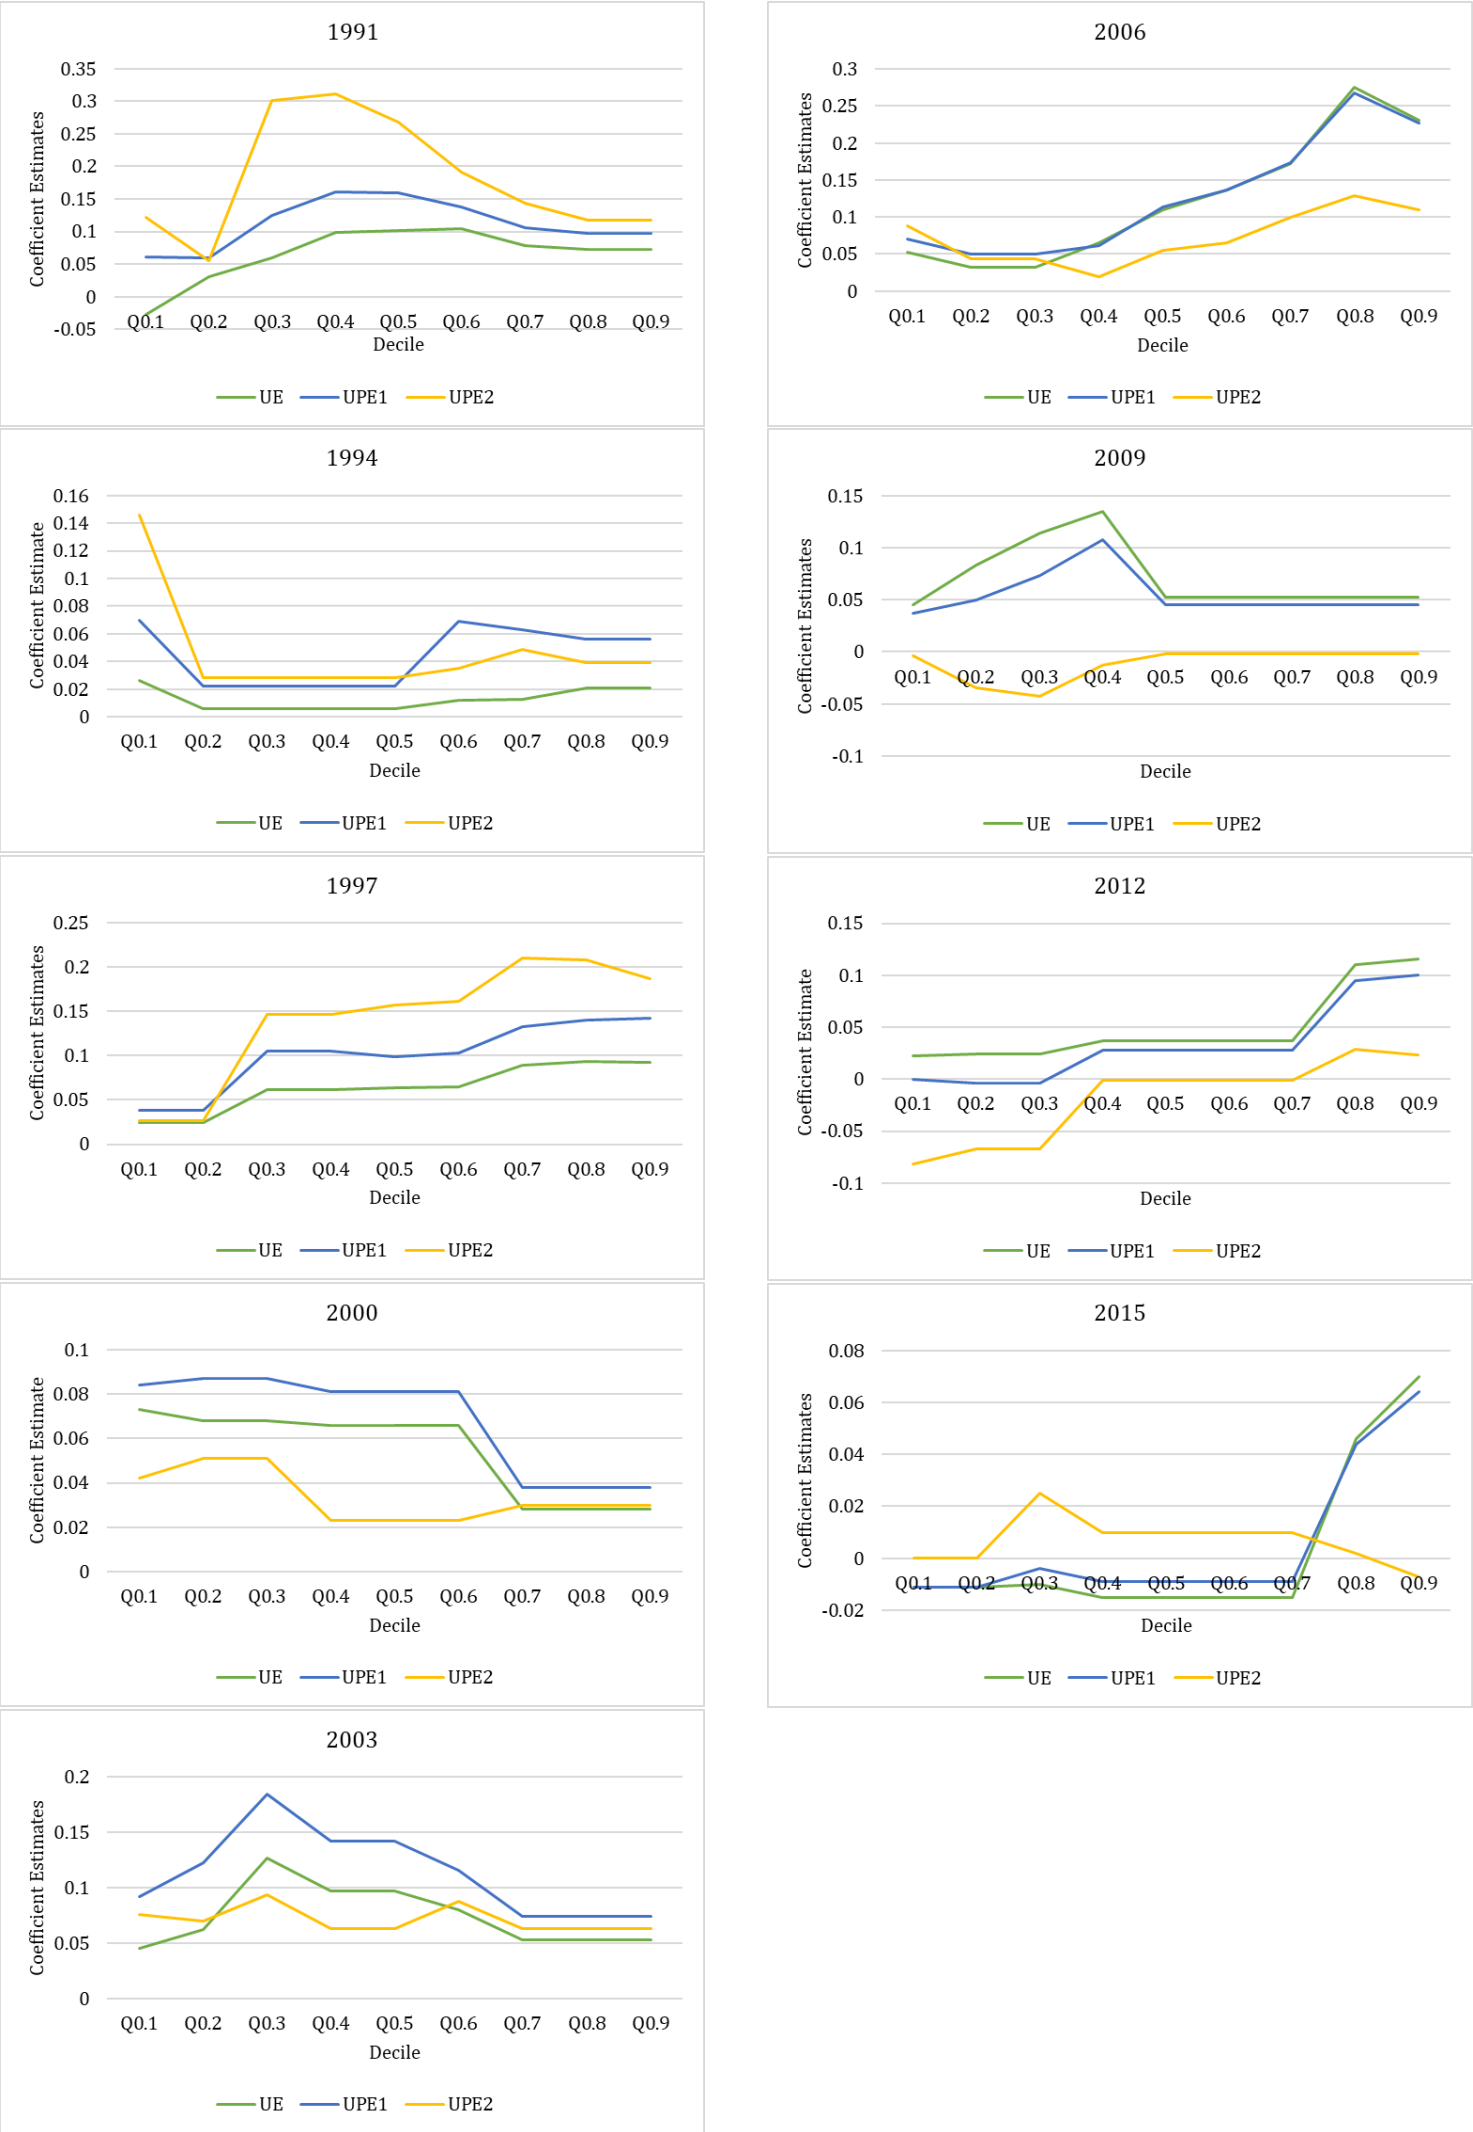 1991
Coefficient Estimates
0.35
0.3
0.25
0.2
0.15
0.1
0.05
0
-0.05
Q0.1 Q0.2 Q0.3 Q0.4 Q0.5 Q0.6 Q0.7 Q0.8 Q0.9
Decile
UE UPE1 UPE2
2006
Coefficient Estimates
0.3
0.25
0.2
0.15
0.1
0.05
0
Q0.1 Q0.2 Q0.3 Q0.4 Q0.5 Q0.6 Q0.7 Q0.8 Q0.9
Decile
UE UPE1 UPE2
1994
Coefficient Estimate
0.16
0.14
0.12
0.1
0.08
0.06
0.04
0.02
0
Q0.1 Q0.2 Q0.3 Q0.4 Q0.5 Q0.6 Q0.7 Q0.8 Q0.9
Decile
UE UPE1 UPE2
2009
Coefficient Estimates
0.15
0.1
0.05
0
-0.05
-0.1
Q0.1 Q0.2 Q0.3 Q0.4 Q0.5 Q0.6 Q0.7 Q0.8 Q0.9
Decile
UE UPE1 UPE2
1997
Coefficient Estimates
0.25
0.2
0.15
0.1
0.05
0
Q0.1 Q0.2 Q0.3 Q0.4 Q0.5 Q0.6 Q0.7 Q0.8 Q0.9
Decile
UE UPE1 UPE2
2012
Coefficient Estimate
0.15
0.1
0.05
0
-0.05
-0.1
Q0.1 Q0.2 Q0.3 Q0.4 Q0.5 Q0.6 Q0.7 Q0.8 Q0.9
Decile
UE UPE1 UPE2
2000
Coefficient Estimate
0.1
0.08
0.06
0.04
0.02
0
Q0.1 Q0.2 Q0.3 Q0.4 Q0.5 Q0.6 Q0.7 Q0.8 Q0.9
Decile
UE UPE1 UPE2
2015
Coefficient Estimates
0.08
0.06
0.04
0.02
0
-0.02
Q0.1 Q0.2 Q0.3 Q0.4 Q0.5 Q0.6 Q0.7 Q0.8 Q0.9
Decile
UE UPE1 UPE2
2003
Coefficient Estimates
0.2
0.15
0.1
0.05
0
Q0.1 Q0.2 Q0.3 Q0.4 Q0.5 Q0.6 Q0.7 Q0.8 Q0.9
Decile
UE UPE1 UPE2